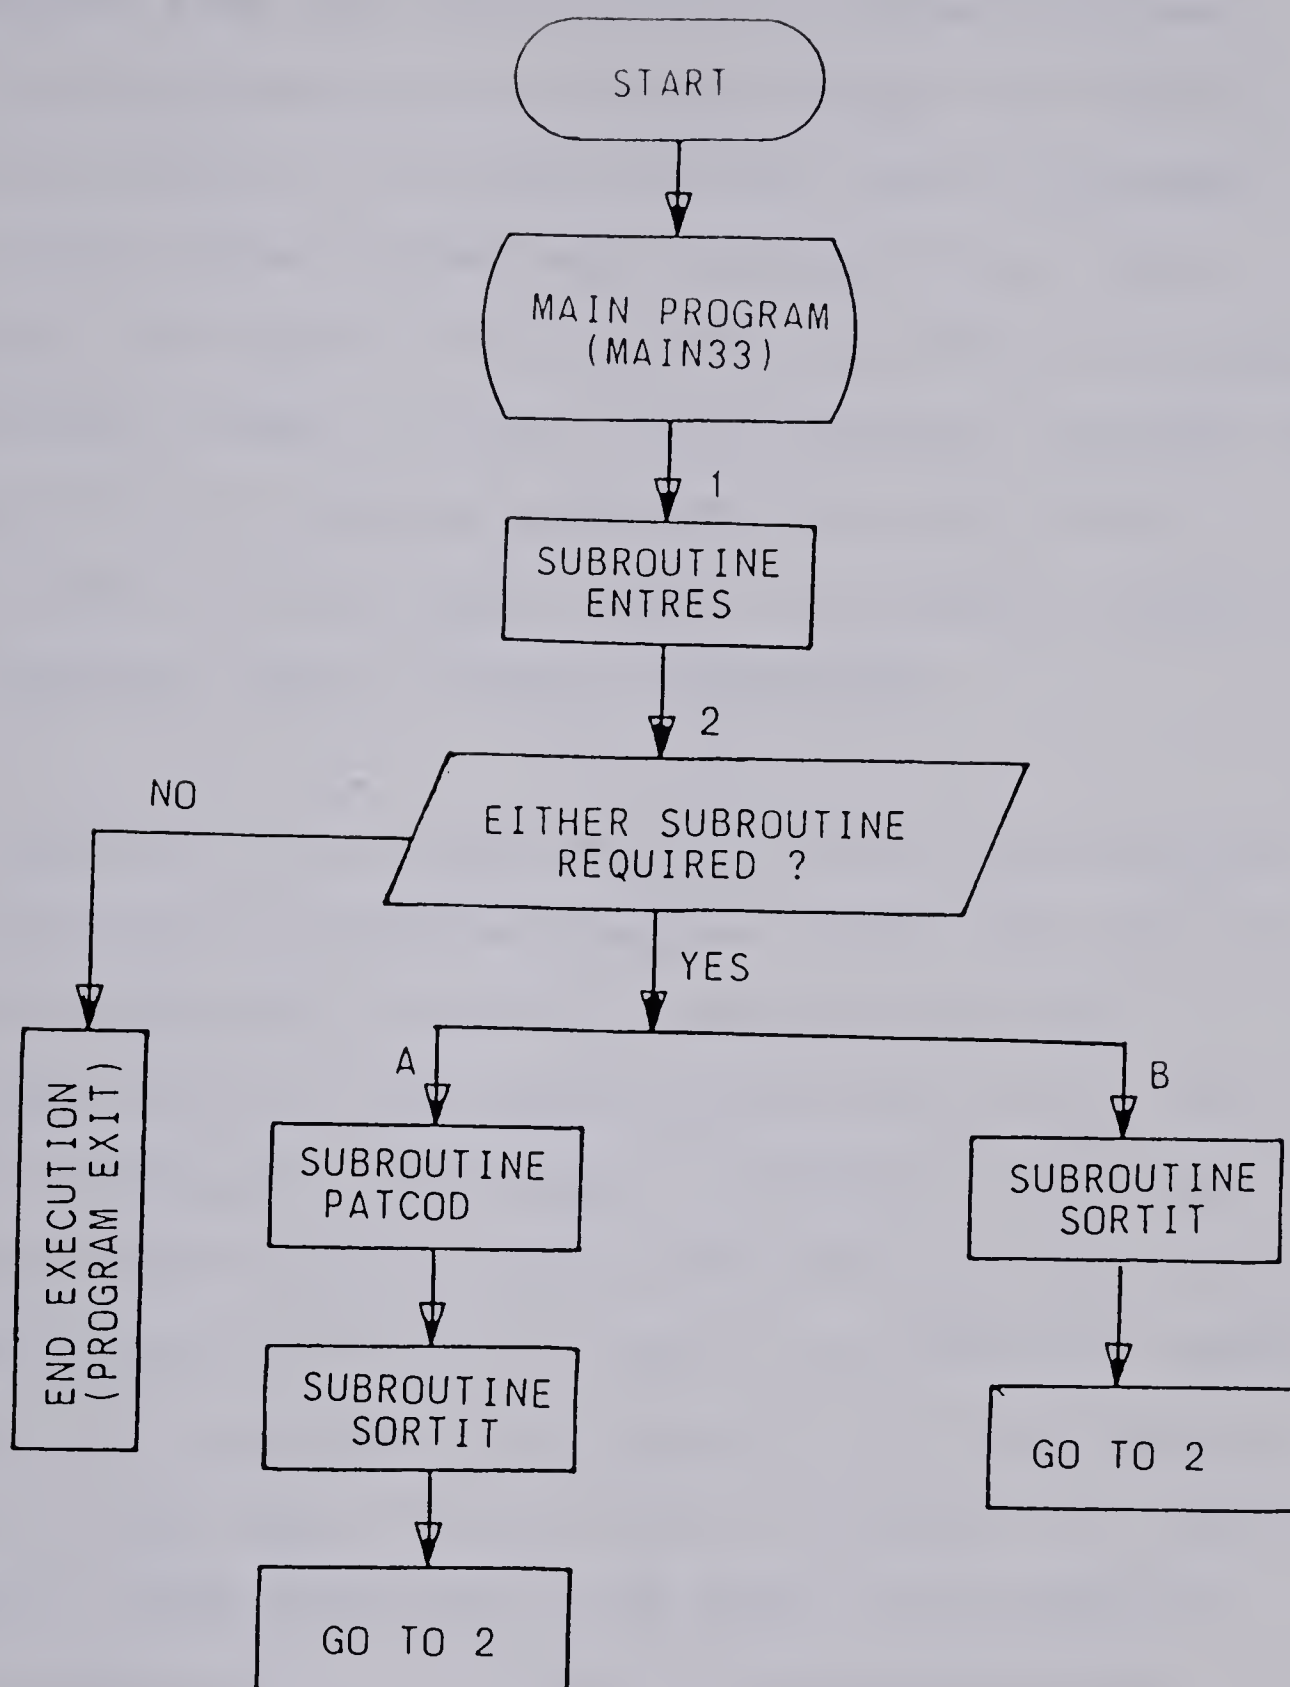 START
MAIN PROGRAM
(MAIN33)
1
SUBROUTINE
ENTRES
2
NO
EITHER SUBROUTINE
REQUIRED ?
YES
A
B
END EXECUTION
(PROGRAM EXIT)
SUBROUTINE
PATCOD
SUBROUTINE
SORTIT
SUBROUTINE
SORTIT
GO TO 2
GO TO 2